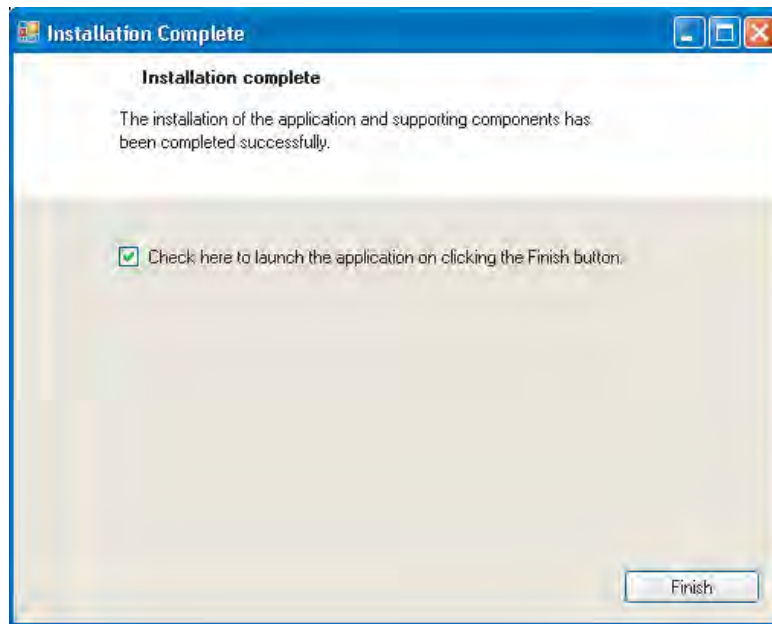 Installation Complete
Installation complete
The installation of the application and supporting components has
been completed successfully.
Check here to launch the application on clicking the Finish button.
Finish